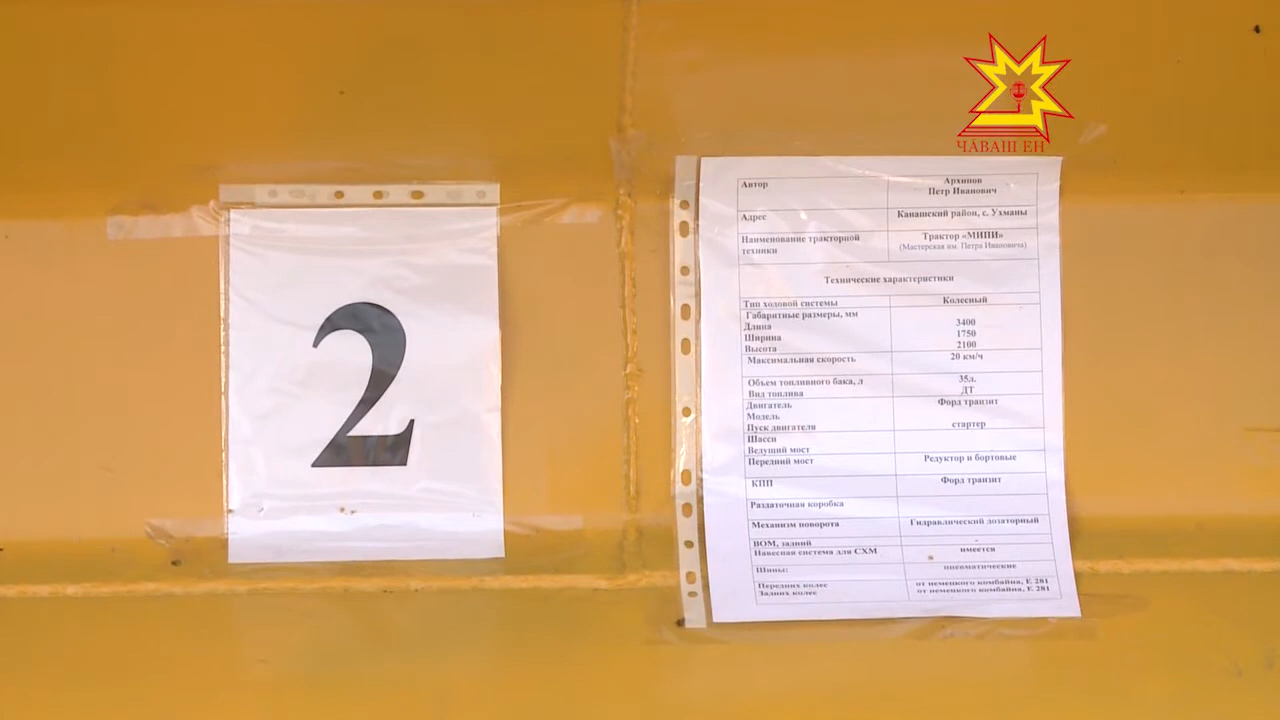 ЧӐВАШ ЕН
2
Автор Архипов
Петр Иванович
Адрес Канашский район, с. Ухманы
Наименование тракторной Трактор «МИПИ»
техники (Мастерская им. Петра Ивановича)
Технические характеристики
Тип ходовой системы Колесный
Габаритные размеры, мм
Длина 3400
Ширина 1750
Высота 2100
Максимальная скорость 20 км/ч
Объем топливного бака, л 35л.
Вид топлива ДТ
Двигатель Форд транзит
Модель
Пуск двигателя стартер
Шасси
Ведущий мост
Передний мост Редуктор и бортовые
КПП Форд транзит
Раздаточная коробка
Механизм поворота Гидравлический дозаторный
ВОМ, задний -
Навесная система для СХМ имеется
Шины: пневматические
Передних колес от немецкого комбайна, Е 281
Задних колес от немецкого комбайна, Е 281